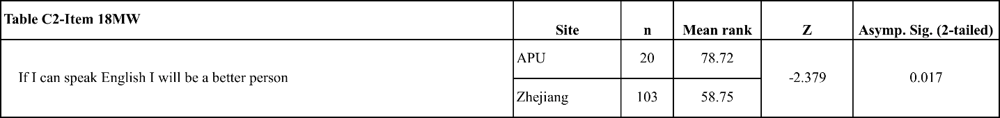 Table C2-Item 18MW
Site n Mean rank Z Asymp. Sig. (2-tailed)
If I can speak English I will be a better person
APU 20 78.72
-2.379 0.017
Zhejiang 103 58.75